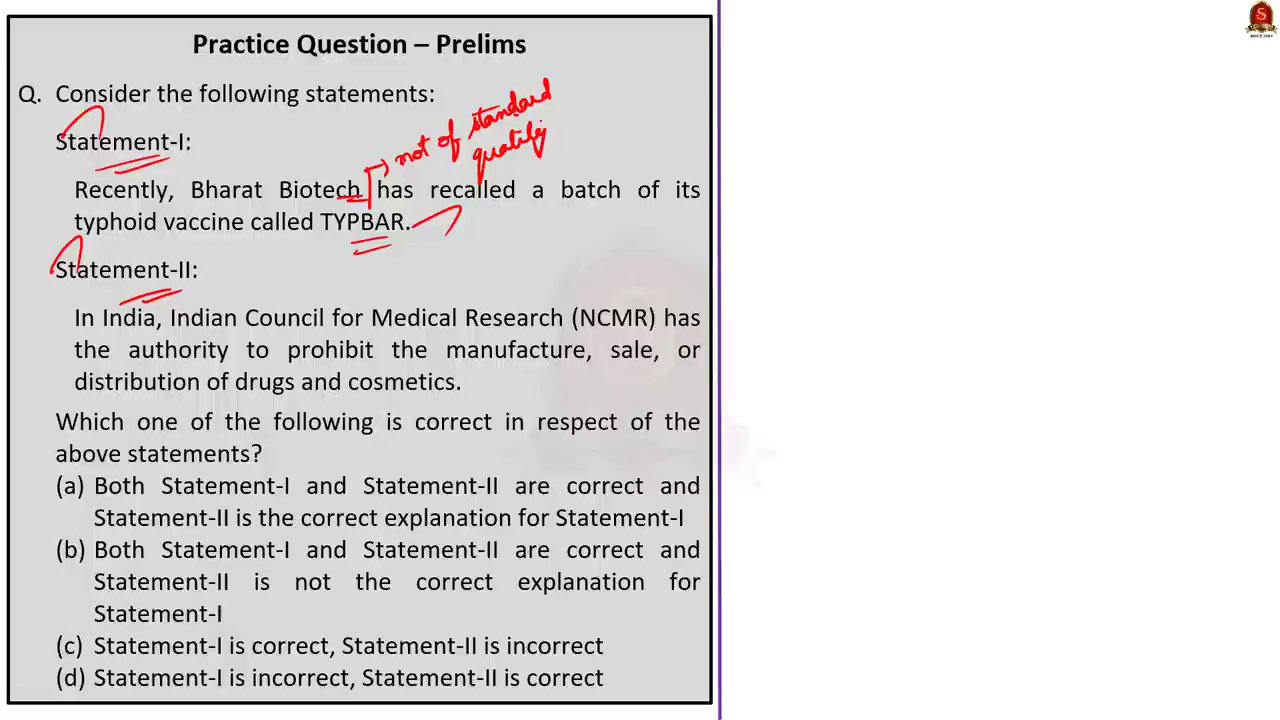 Practice Question – Prelims
Q. Consider the following statements:
Statement-I:
not of standard
quality
Recently, Bharat Biotech has recalled a batch of its
typhoid vaccine called TYPBAR.
Statement-II:
In India, Indian Council for Medical Research (NCMR) has
the authority to prohibit the manufacture, sale, or
distribution of drugs and cosmetics.
Which one of the following is correct in respect of the
above statements?
(a) Both Statement-I and Statement-II are correct and
Statement-II is the correct explanation for Statement-I
(b) Both Statement-I and Statement-II are correct and
Statement-II is not the correct explanation for
Statement-I
(c) Statement-I is correct, Statement-II is incorrect
(d) Statement-I is incorrect, Statement-II is correct
S